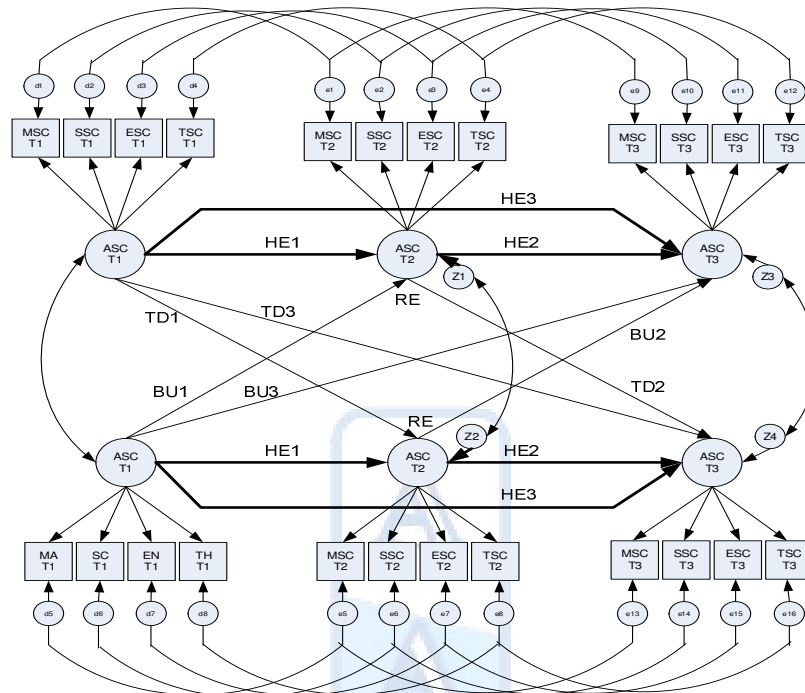 d1 d2 d3 d4 e1 e2 e3 e4 e9 e10 e11 e12
MSC SSC ESC TSC MSC SSC ESC TSC MSC SSC ESC TSC
T1 T1 T1 T1 T2 T2 T2 T2 T3 T3 T3 T3
HE3
ASC HE1 ASC HE2 ASC
T1 T2 T3
Z1 Z3
TD1 TD3 RE
BU2
BU1 BU3 TD2
RE
Z2 Z4
ASC HE1 ASC HE2 ASC
T1 T2 T3
HE3
MA SC EN TH MSC SSC ESC TSC MSC SSC ESC TSC
T1 T1 T1 T1 T2 T2 T2 T2 T3 T3 T3 T3
d5 d6 d7 d8 e5 e6 e7 e8 e13 e14 e15 e16